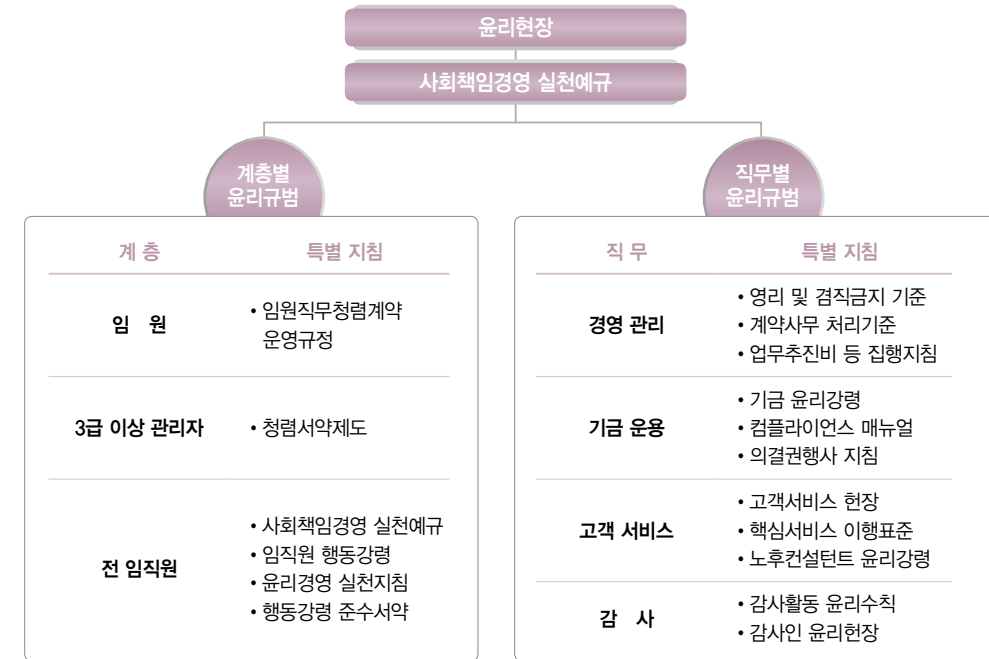 윤리현장
사회책임경영 실천예규
계층별
윤리규범
계 층
특별 지침
임 원
• 임원직무청렴계약
운영규정
3급 이상 관리자
• 청렴서약제도
전 임직원
• 사회책임경영 실천예규
• 임직원 행동강령
• 윤리경영 실천지침
• 행동강령 준수서약
직무별
윤리규범
직 무
특별 지침
경영 관리
• 영리 및 겸직금지 기준
• 계약사무 처리기준
• 업무추진비 등 집행지침
기금 운용
• 기금 윤리강령
• 컴플라이언스 매뉴얼
• 의결권행사 지침
고객 서비스
• 고객서비스 헌장
• 핵심서비스 이행표준
• 노후컨설턴트 윤리강령
감 사
• 감사활동 윤리수칙
• 감사인 윤리헌장